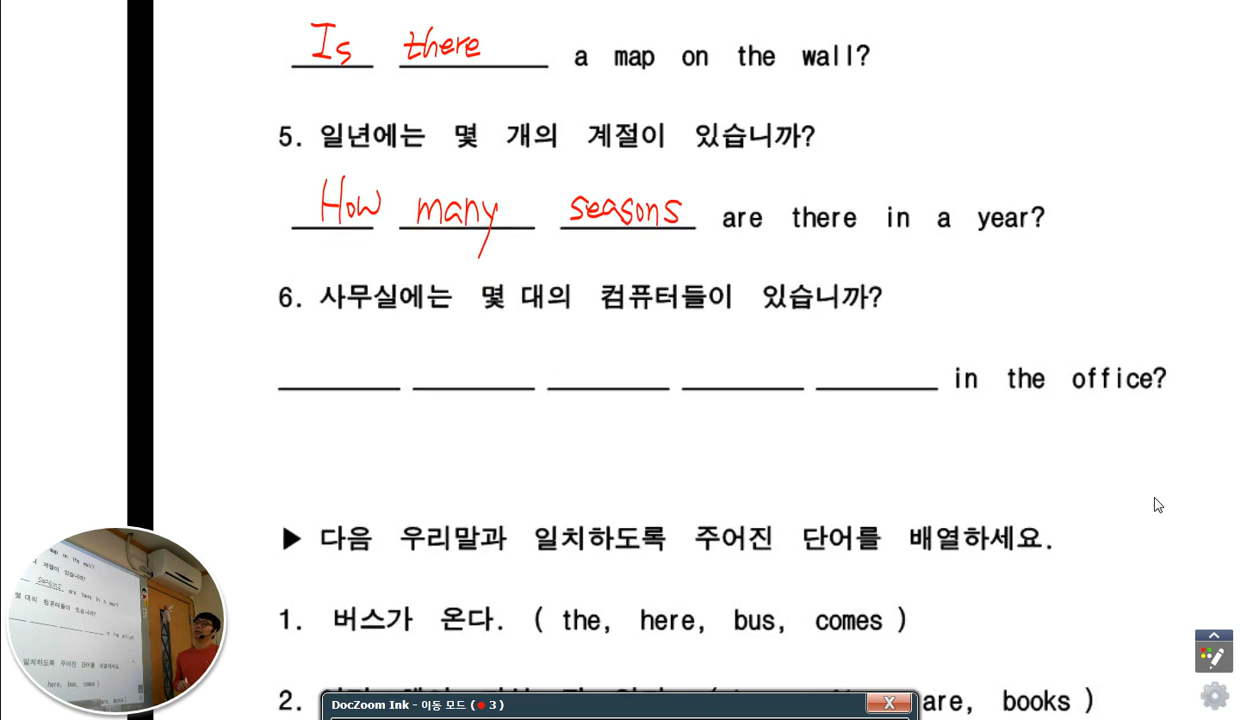 Is there a map on the wall?
5. 일년에는 몇 개의 계절이 있습니까?
How many seasons are there in a year?
6. 사무실에는 몇 대의 컴퓨터들이 있습니까?
in the office?
▶ 다음 우리말과 일치하도록 주어진 단어를 배열하세요.
1. 버스가 온다. ( the, here, bus, comes )
2. are, books )
DocZoom Ink - 이동 모드 ( 3 )
X